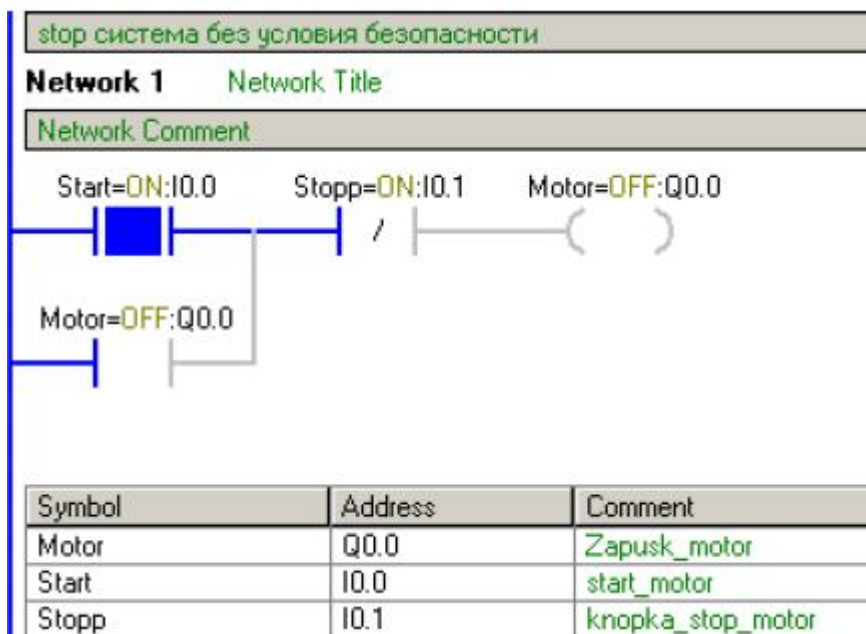 stop система без условия безопасности
Network 1 Network Title
Network Comment
Start=ON:I0.0 Stopp=ON:I0.1 Motor=OFF:Q0.0
/
Motor=OFF:Q0.0
Symbol Address Comment
Motor Q0.0 Zapusk_motor
Start I0.0 start_motor
Stopp I0.1 knopka_stop_motor